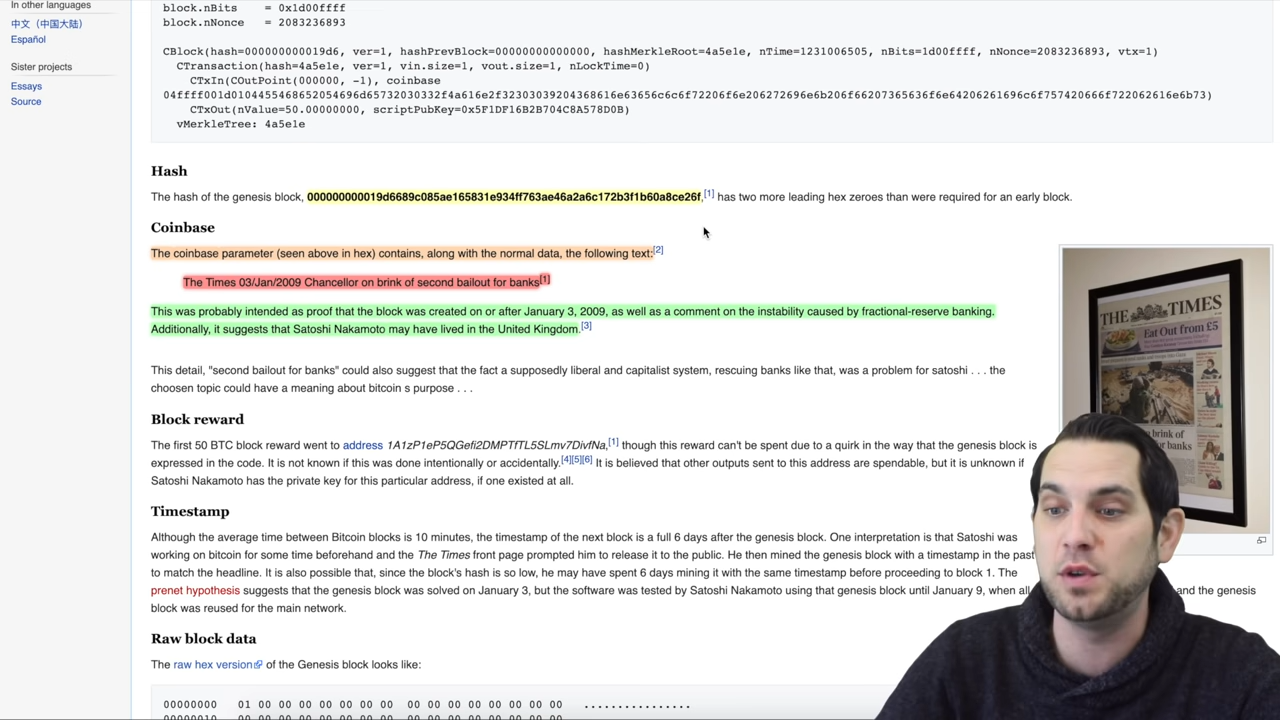 In other languages
中文（中国大陆）
Español
Sister projects
Essays
Source
block.nBits = 0x1d00ffff
block.nNonce = 2083236893
CBlock(hash=000000000019d6, ver=1, hashPrevBlock=00000000000000, hashMerkleRoot=4a5e1e, nTime=1231006505, nBits=1d00ffff, nNonce=2083236893, vtx=1)
CTransaction(hash=4a5e1e, ver=1, vin.size=1, vout.size=1, nLockTime=0)
CTxIn(COutPoint(000000, -1), coinbase
04ffff001d0104455468652054696d65732030332f4a616e2f32303039204368616e63656c6c6f72206f6e206272696e6b206f66207365636f6e64206261696c6f757420666f722062616e6b73)
CTxOut(nValue=50.00000000, scriptPubKey=0x5F1DF16B2B704C8A578D0B)
vMerkleTree: 4a5e1e
Hash
The hash of the genesis block, 000000000019d6689c085ae165831e934ff763ae46a2a6c172b3f1b60a8ce26f,[1] has two more leading hex zeroes than were required for an early block.
Coinbase
The coinbase parameter (seen above in hex) contains, along with the normal data, the following text:[2]
The Times 03/Jan/2009 Chancellor on brink of second bailout for banks[1]
This was probably intended as proof that the block was created on or after January 3, 2009, as well as a comment on the instability caused by fractional-reserve banking.
Additionally, it suggests that Satoshi Nakamoto may have lived in the United Kingdom.[3]
This detail, "second bailout for banks" could also suggest that the fact a supposedly liberal and capitalist system, rescuing banks like that, was a problem for satoshi . . . the
choosen topic could have a meaning about bitcoin s purpose . . .
Block reward
The first 50 BTC block reward went to address 1A1zP1eP5QGefi2DMPTfTL5SLmv7DivfNa,[1] though this reward can't be spent due to a quirk in the way that the genesis block is
expressed in the code. It is not known if this was done intentionally or accidentally.[4][5][6] It is believed that other outputs sent to this address are spendable, but it is unknown if
Satoshi Nakamoto has the private key for this particular address, if one existed at all.
Timestamp
Although the average time between Bitcoin blocks is 10 minutes, the timestamp of the next block is a full 6 days after the genesis block. One interpretation is that Satoshi was
working on bitcoin for some time beforehand and the The Times front page prompted him to release it to the public. He then mined the genesis block with a timestamp in the past
to match the headline. It is also possible that, since the block's hash is so low, he may have spent 6 days mining it with the same timestamp before proceeding to block 1. The
prenet hypothesis suggests that the genesis block was solved on January 3, but the software was tested by Satoshi Nakamoto using that genesis block until January 9, when all and the genesis
block was reused for the main network.
Raw block data
The raw hex version of the Genesis block looks like:
00000000 01 00 00 00 00 00 00 00 00 00 00 00 00 00 00 00 ................
THE TIMES
Eat Out from £5
brink of
or banks